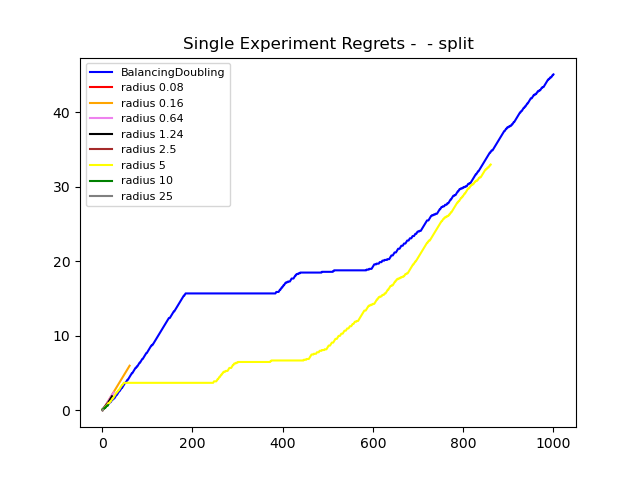 Single Experiment Regrets -  - split
BalancingDoubling
radius 0.08
radius 0.16
radius 0.64
radius 1.24
radius 2.5
radius 5
radius 10
radius 25
40
30
20
10
0
0 200 400 600 800 1000